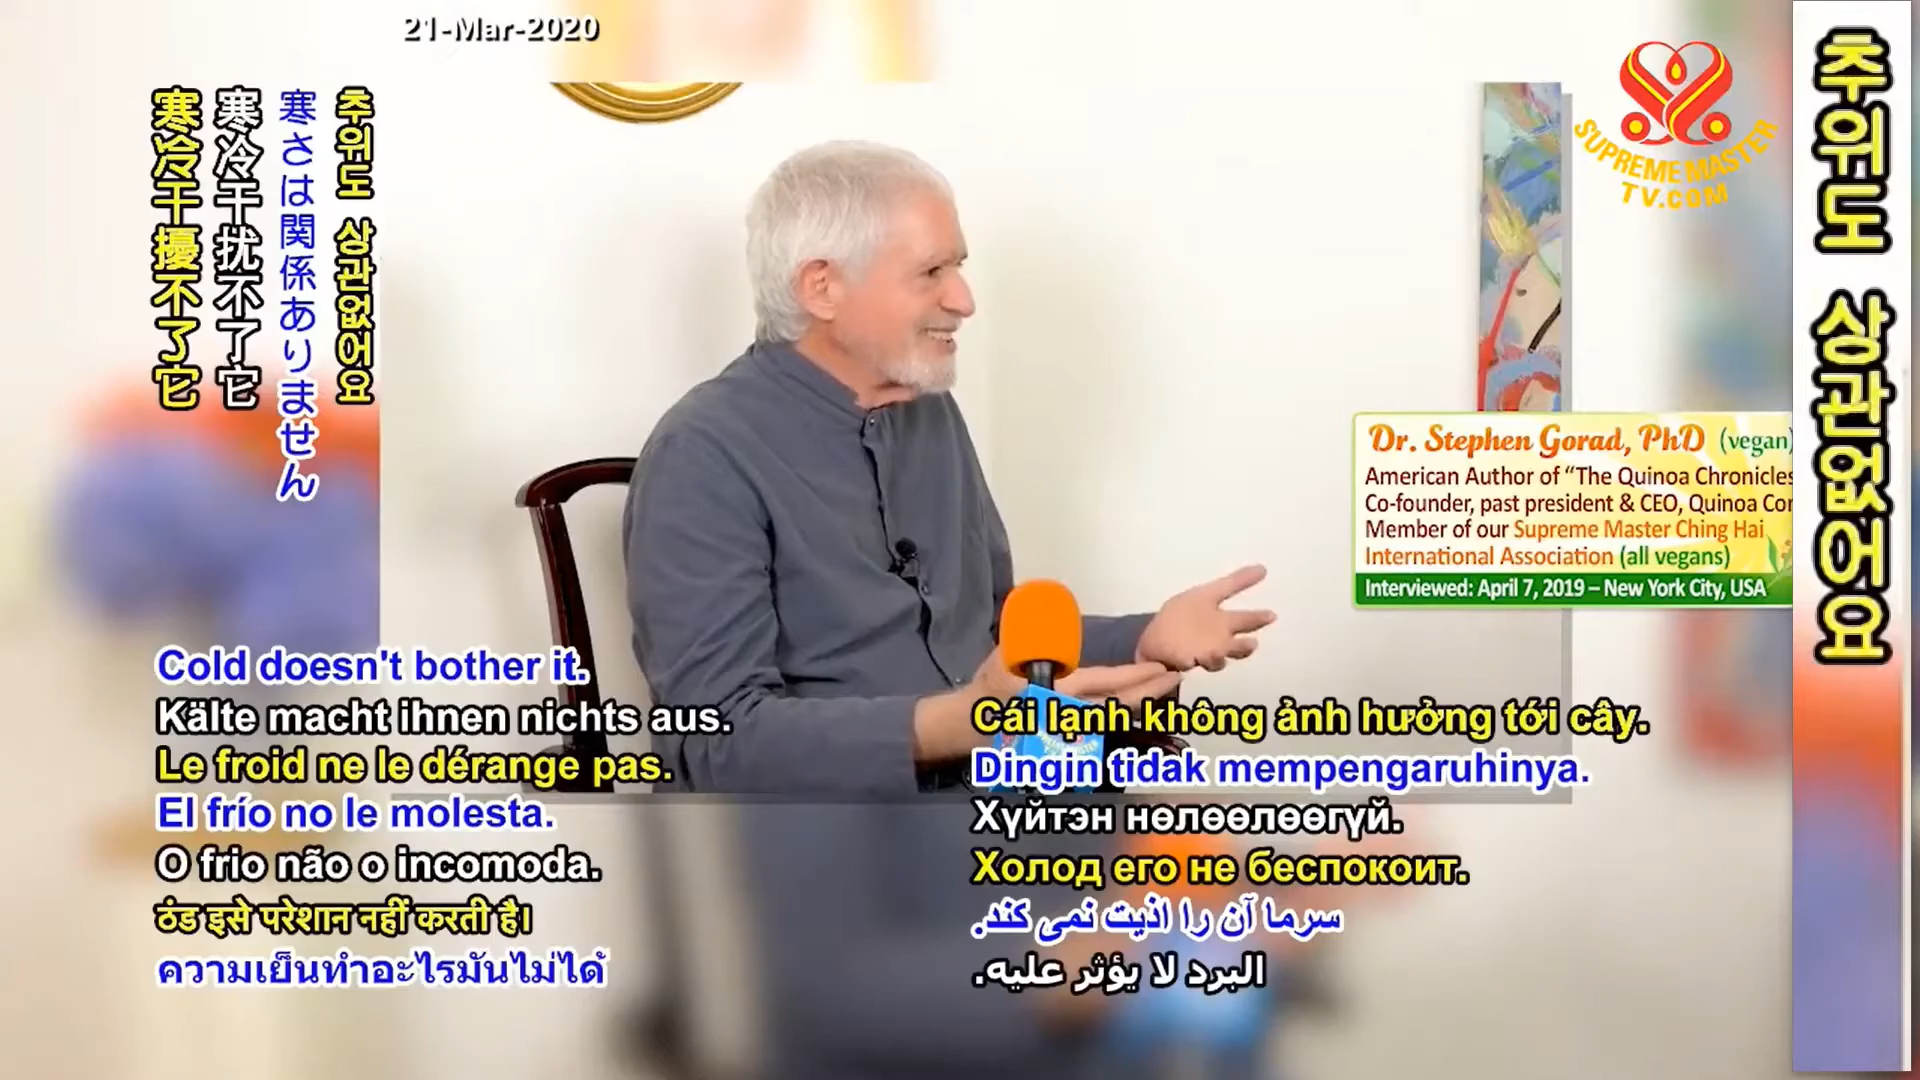 21-Mar-2020
추위도 상관없어요
寒さは関係ありません
寒冷干扰不了它
寒冷干擾不了它
SUPREME MASTER
TV.COM
추위도 상관없어요
Dr. Stephen Gorad, PhD (vegan)
American Author of “The Quinoa Chronicles
Co-founder, past president & CEO, Quinoa Cor
Member of our Supreme Master Ching Hai
International Association (all vegans)
Interviewed: April 7, 2019 – New York City, USA
Cold doesn't bother it.
Kälte macht ihnen nichts aus.
Le froid ne le dérange pas.
El frío no le molesta.
O frio não o incomoda.
ठंड इसे परेशान नहीं करती है।
ความเย็นทำอะไรมันไม่ได้
Cái lạnh không ảnh hưởng tới cây.
Dingin tidak mempengaruhinya.
Хүйтэн нөлөөлөөгүй.
Холод его не беспокоит.
سرما آن را اذیت نمی کند.
البرد لا يؤثر عليه.